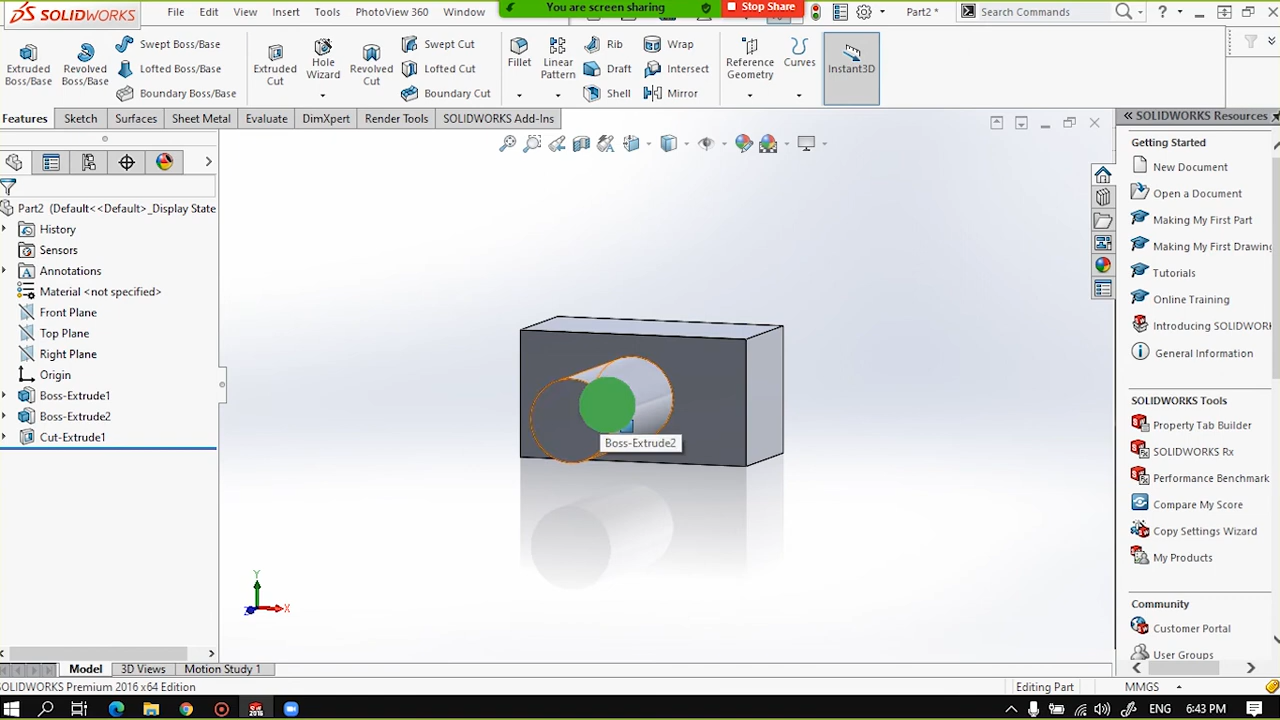 SOLIDWORKS
File Edit View Insert Tools PhotoView 360 Window
You are screen sharing
Stop Share
Part2 *
Search Commands
Extruded Boss/Base
Revolved Boss/Base
Swept Boss/Base
Lofted Boss/Base
Boundary Boss/Base
Extruded Cut
Hole Wizard
Revolved Cut
Swept Cut
Lofted Cut
Boundary Cut
Fillet
Linear Pattern
Rib
Draft
Shell
Wrap
Intersect
Mirror
Reference Geometry
Curves
Instant3D
Features Sketch Surfaces Sheet Metal Evaluate DimXpert Render Tools SOLIDWORKS Add-Ins
Part2 (Default<<Default>_Display State
History
Sensors
Annotations
Material <not specified>
Front Plane
Top Plane
Right Plane
Origin
Boss-Extrude1
Boss-Extrude2
Cut-Extrude1
Boss-Extrude2
Y
X
Z
SOLIDWORKS Resources
Getting Started
New Document
Open a Document
Making My First Part
Making My First Drawing
Tutorials
Online Training
Introducing SOLIDWORK
General Information
SOLIDWORKS Tools
Property Tab Builder
SOLIDWORKS Rx
Performance Benchmark
Compare My Score
Copy Settings Wizard
My Products
Community
Customer Portal
User Groups
Model 3D Views Motion Study 1
SOLIDWORKS Premium 2016 x64 Edition
Editing Part
MMGS
ENG
6:43 PM